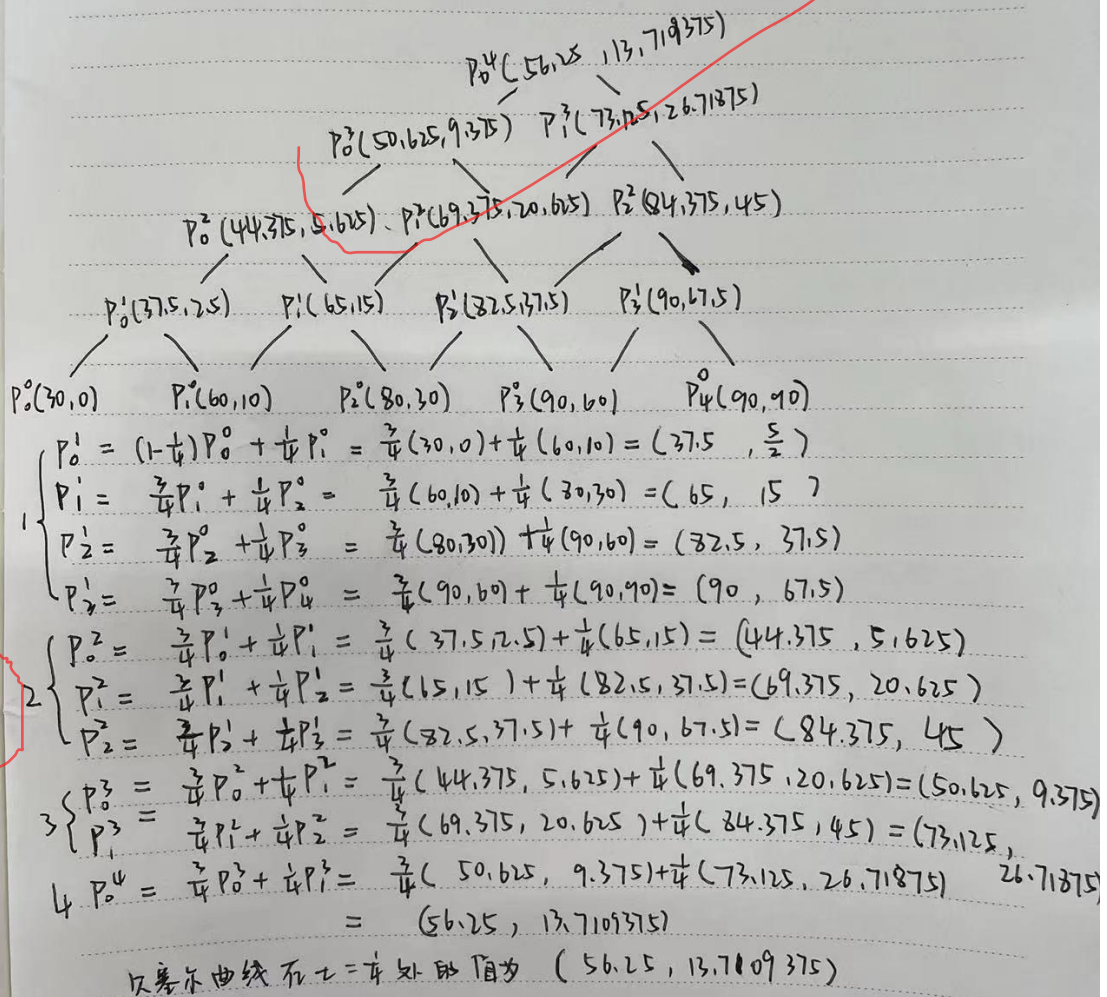 P₀⁴(56.25,13.719375)
P₀³(50.625,9.375) P₁³(73.125,26.71875)
P₀²(44.375,5.625)、P₁²(69.375,20.625) P₂²(84.375,45)
P₀¹(37.5,2.5) P₁¹(65,15) P₂¹(82.5,37.5) P₃¹(90,67.5)
P₀⁰(30,0) P₁⁰(60,10) P₂⁰(80,30) P₃⁰(90,60) P₄⁰(90,90)
P₀¹ = (1-1/4)P₀⁰ + 1/4 P₁⁰ = 3/4(30,0)+1/4(60,10) = (37.5, 5/2)
1 P₁¹ = 3/4P₁⁰ + 1/4P₂⁰ = 3/4(60,10)+1/4(80,30) = (65, 15)
P₂¹ = 3/4P₂⁰ + 1/4P₃⁰ = 3/4(80,30))+1/4(90,60) = (82.5, 37.5)
P₂¹ = 3/4P₃⁰ + 1/4P₄⁰ = 3/4(90,60)+1/4(90,90) = (90, 67.5)
P₀² = 3/4P₀¹ + 1/4P₁¹ = 3/4(37.5,2.5)+1/4(65,15) = (44.375, 5.625)
2 P₁² = 3/4P₁¹ + 1/4P₂¹ = 3/4(65,15)+1/4(82.5,37.5)=(69.375, 20.625)
P₂² = 3/4P₂¹ + 1/4P₃¹ = 3/4(82.5,37.5)+1/4(90,67.5)=(84.375, 45)
3 P₀³ = 3/4P₀² + 1/4P₁² = 3/4(44.375, 5.625)+1/4(69.375.20.625)=(50.625, 9.375)
P₁³ = 3/4P₁² + 1/4P₂² = 3/4(69.375, 20.625)+1/4(84.375,45) = (73.125,
26.71875)
4 P₀⁴ = 3/4P₀³ + 1/4P₁³ = 3/4(50.625, 9.375)+1/4(73.125, 26.71875)
= (56.25, 13.7109375)
贝塞尔曲线在t=1/4处的值为 (56.25, 13.7109375)